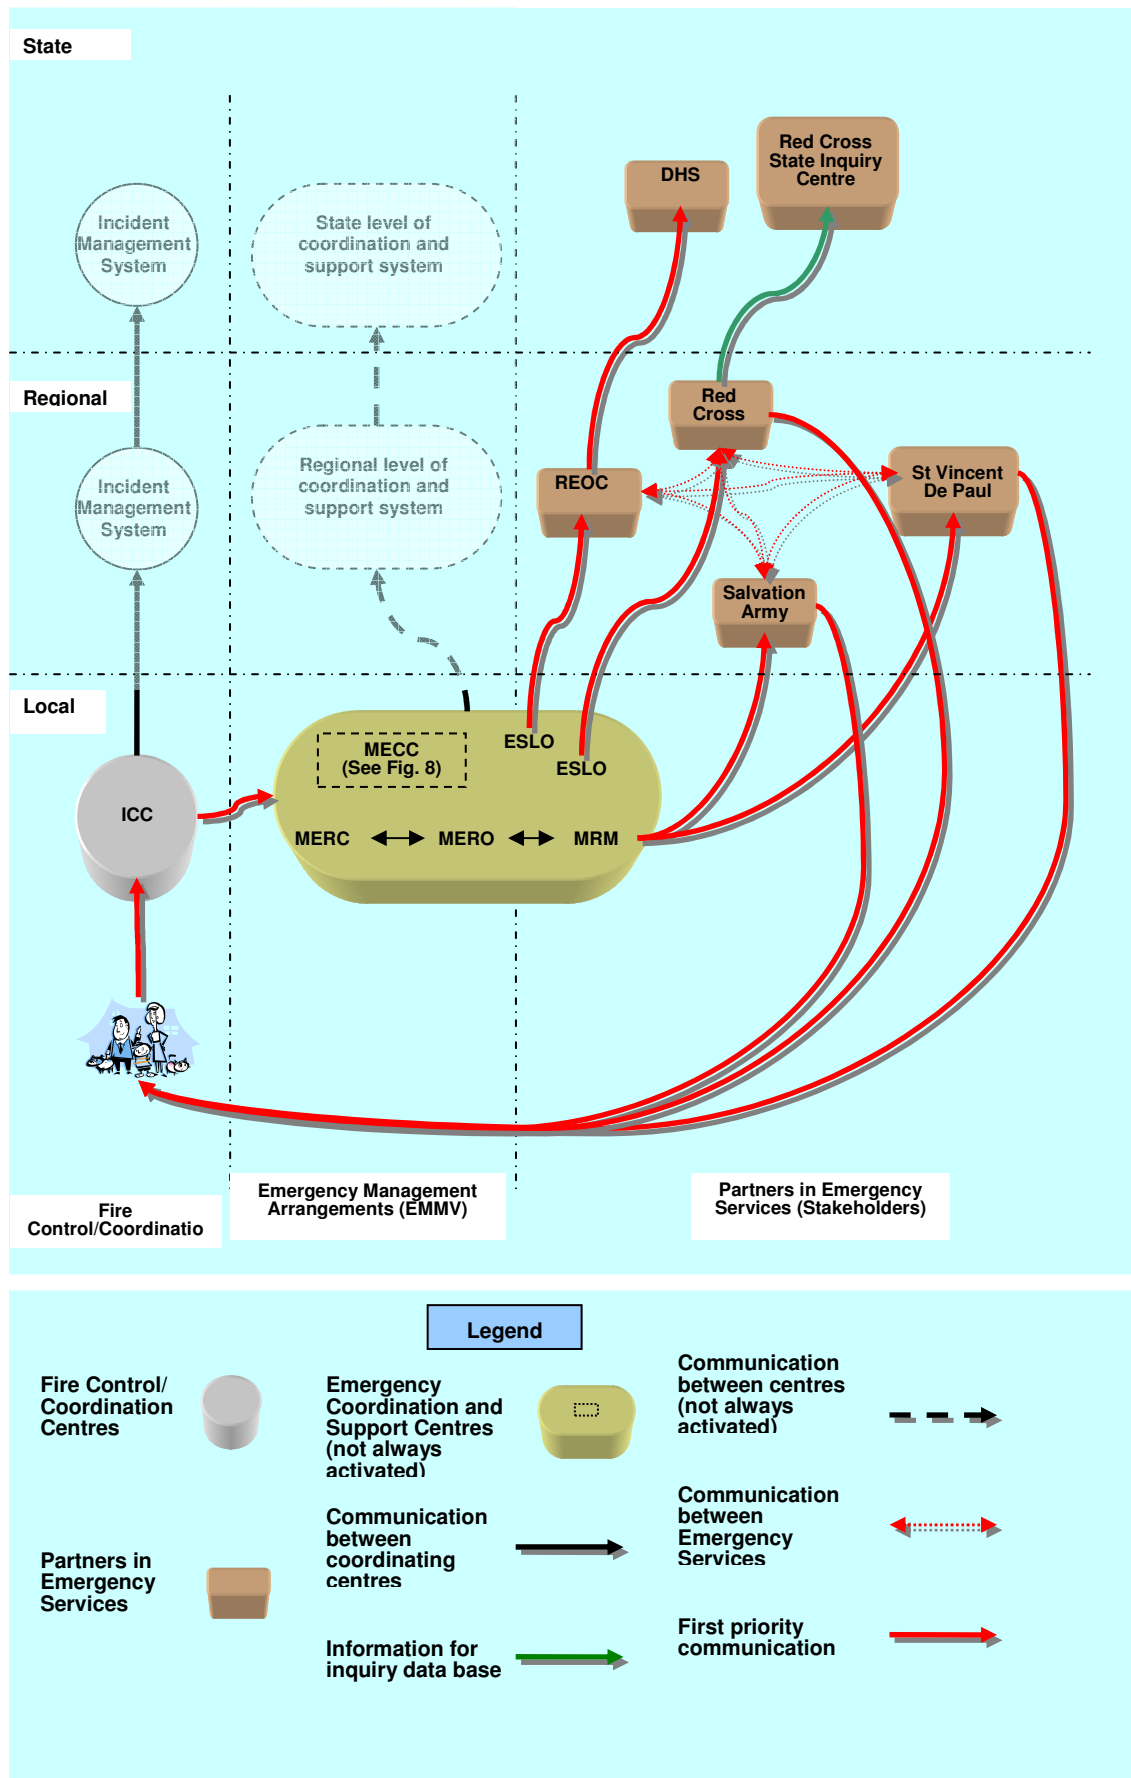 State
Red Cross
State Inquiry
Centre
DHS
Incident
Management
System
State level of
coordination and
support system
Regional
Red
Cross
Regional level of
coordination and
support system
REOC
St Vincent
De Paul
Incident
Management
System
Salvation
Army
Local
ESLO
MECC
(See Fig. 8)
ESLO
ICC
MERC
MERO
MRM
Fire
Control/Coordinatio
Emergency Management
Arrangements (EMMV)
Partners in Emergency
Services (Stakeholders)
Legend
Fire Control/
Coordination
Centres
Emergency
Coordination and
Support Centres
(not always
activated)
Communication
between centres
(not always
activated)
Communication
between
coordinating
centres
Communication
between
Emergency
Services
Partners in
Emergency
Services
Information for
inquiry data base
First priority
communication